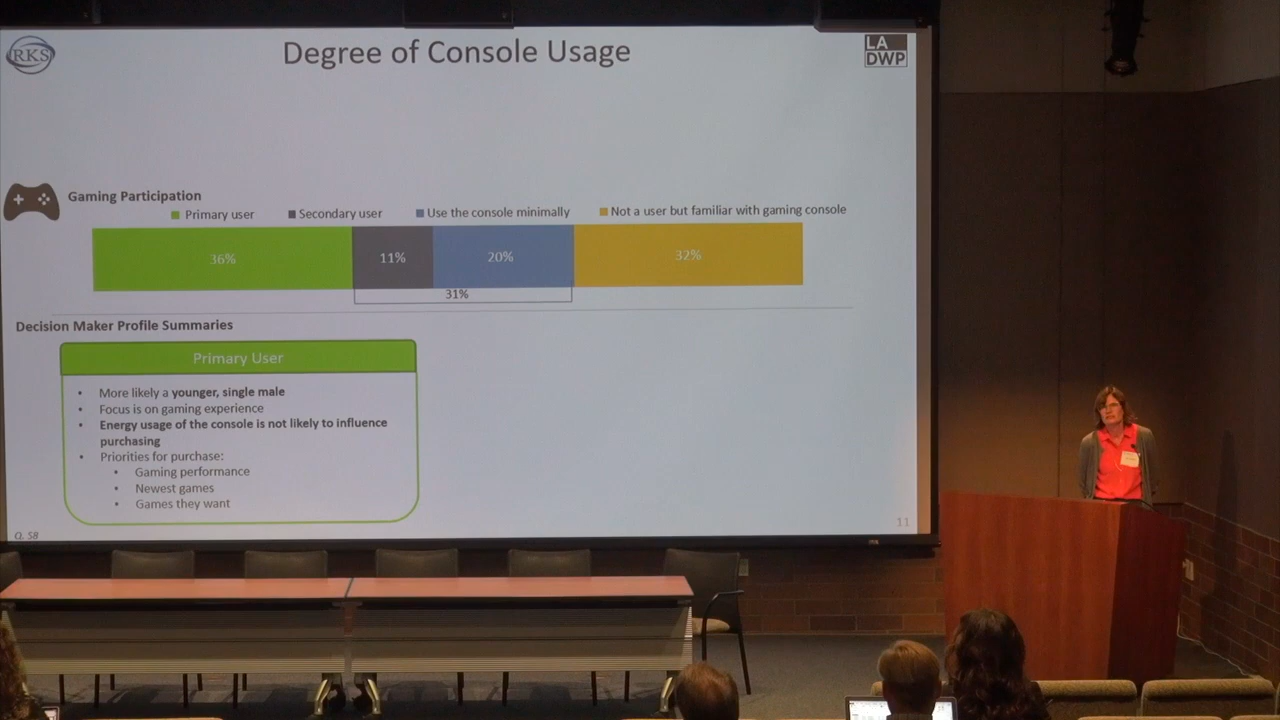 RKS
Degree of Console Usage
LA
DWP
Gaming Participation
Primary user
Secondary user
Use the console minimally
Not a user but familiar with gaming console
36%
11%
20%
32%
31%
Decision Maker Profile Summaries
Primary User
• More likely a younger, single male
• Focus is on gaming experience
• Energy usage of the console is not likely to influence
purchasing
• Priorities for purchase:
• Gaming performance
• Newest games
• Games they want
Q. S8
11